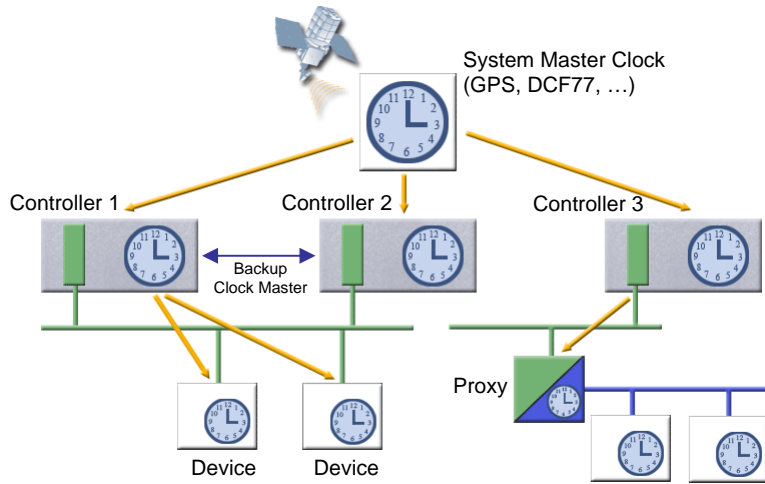 System Master Clock
(GPS, DCF77, …)
Controller 1
Controller 2
Controller 3
Backup
Clock Master
Proxy
Device
Device